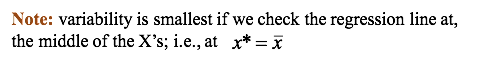 Note: variability is smallest if we check the regression line at,
the middle of the X's; i.e., at x* = x̄